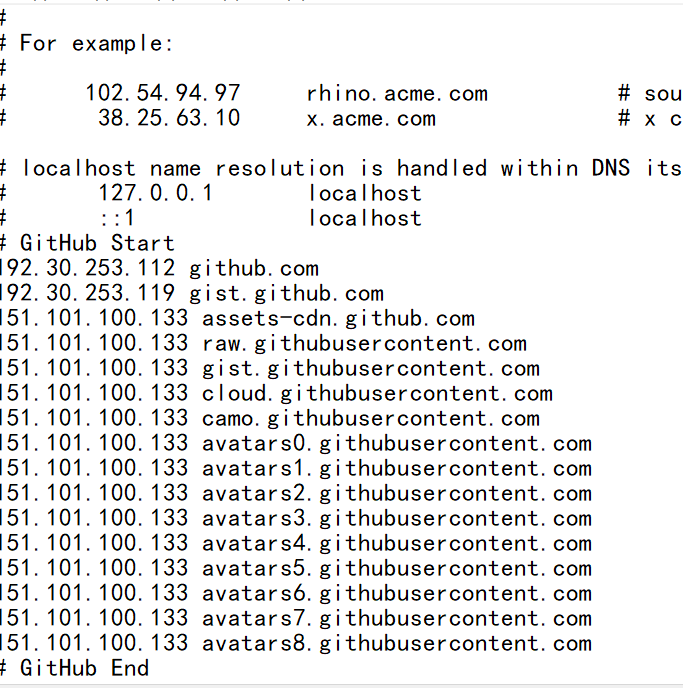 #
# For example:
#
# 102.54.94.97 rhino.acme.com # sou
# 38.25.63.10 x.acme.com # x c
# localhost name resolution is handled within DNS its
# 127.0.0.1 localhost
# ::1 localhost
# GitHub Start
192.30.253.112 github.com
192.30.253.119 gist.github.com
151.101.100.133 assets-cdn.github.com
151.101.100.133 raw.githubusercontent.com
151.101.100.133 gist.githubusercontent.com
151.101.100.133 cloud.githubusercontent.com
151.101.100.133 camo.githubusercontent.com
151.101.100.133 avatars0.githubusercontent.com
151.101.100.133 avatars1.githubusercontent.com
151.101.100.133 avatars2.githubusercontent.com
151.101.100.133 avatars3.githubusercontent.com
151.101.100.133 avatars4.githubusercontent.com
151.101.100.133 avatars5.githubusercontent.com
151.101.100.133 avatars6.githubusercontent.com
151.101.100.133 avatars7.githubusercontent.com
151.101.100.133 avatars8.githubusercontent.com
# GitHub End